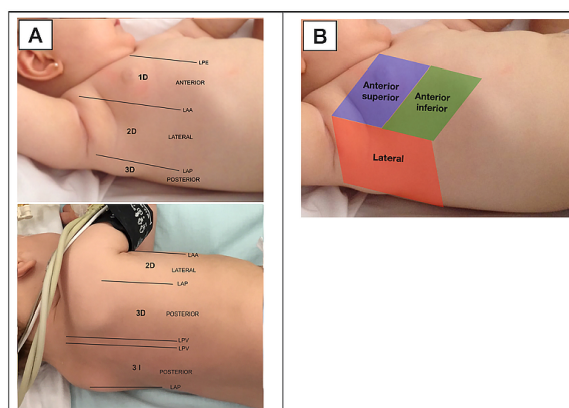 A
LPE
1D
ANTERIOR
LAA
2D
LATERAL
LAP
3D
POSTERIOR
LAA
2D
LATERAL
LAP
3D
POSTERIOR
LPV
LPV
3 I
POSTERIOR
LAP
B
Anterior
superior
Anterior
inferior
Lateral